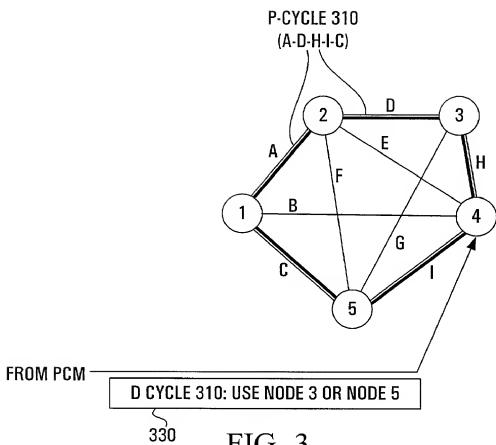 P-CYCLE 310
(A-D-H-I-C)
D
2
3
A
E
H
F
1
B
4
G
C
I
5
FROM PCM
D CYCLE 310: USE NODE 3 OR NODE 5
330
FIG. 3